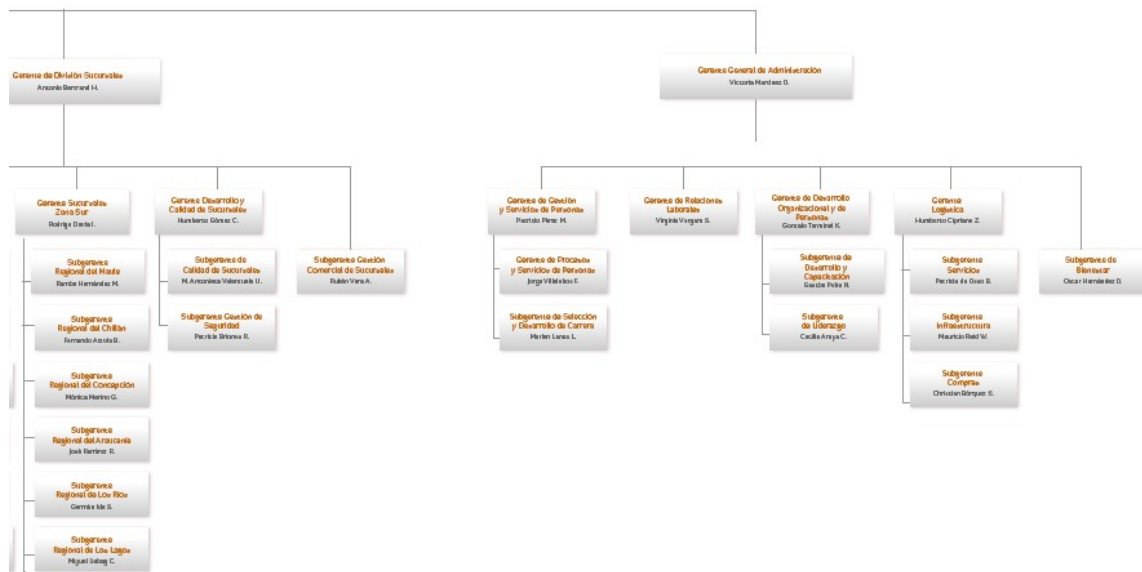 Gerente de División Sucursales
Antonio Bertrand H.
Gerente General de Administración
Victoria Martínez O.
Gerente Sucursales
Zona Sur
Rodrigo
Gerente Desarrollo y
Calidad de Sucursales
Humberto Gómez C.
Gerente de Gestión
y Servicios de Personas
Patricio Pérez M.
Gerente de Relaciones
Laborales
Virginia Vergara S.
Gerente de Desarrollo
Organizacional y de
Personas
Gonzalo K.
Gerente
Logística
Humberto Cipriano Z.
Subgerente
Regional del Maule
Hernández M.
Subgerente de
Calidad de Sucursales
M. Antonieta Valenzuela U.
Subgerente Gestión
Comercial de Sucursales
Rubén Vera A.
Gerente de Procesos
y Servicios de Personas
Jorge Villalobos F.
Subgerente de
Desarrollo y
Capacitación
Subgerente
Servicios
Patricio de B.
Subgerente de
Bienestar
Oscar Hernández D.
Subgerente
Regional del Chillán
Fernando B.
Subgerente Gestión de
Seguridad
Patricio Briones R.
Subgerente de Selección
y Desarrollo de Carrera
L.
Subgerente
de Liderazgo
Cecilia Araya C.
Subgerente
Infraestructura
Mauricio Reid W.
Subgerente
Regional del Concepción
Mónica Merino G.
Subgerente
Compras
Christian Bórquez S.
Subgerente
Regional del Araucanía
José Ramírez R.
Subgerente
Regional de Los Ríos
Germán Ide S.
Subgerente
Regional de Los Lagos
Miguel Sabag C.